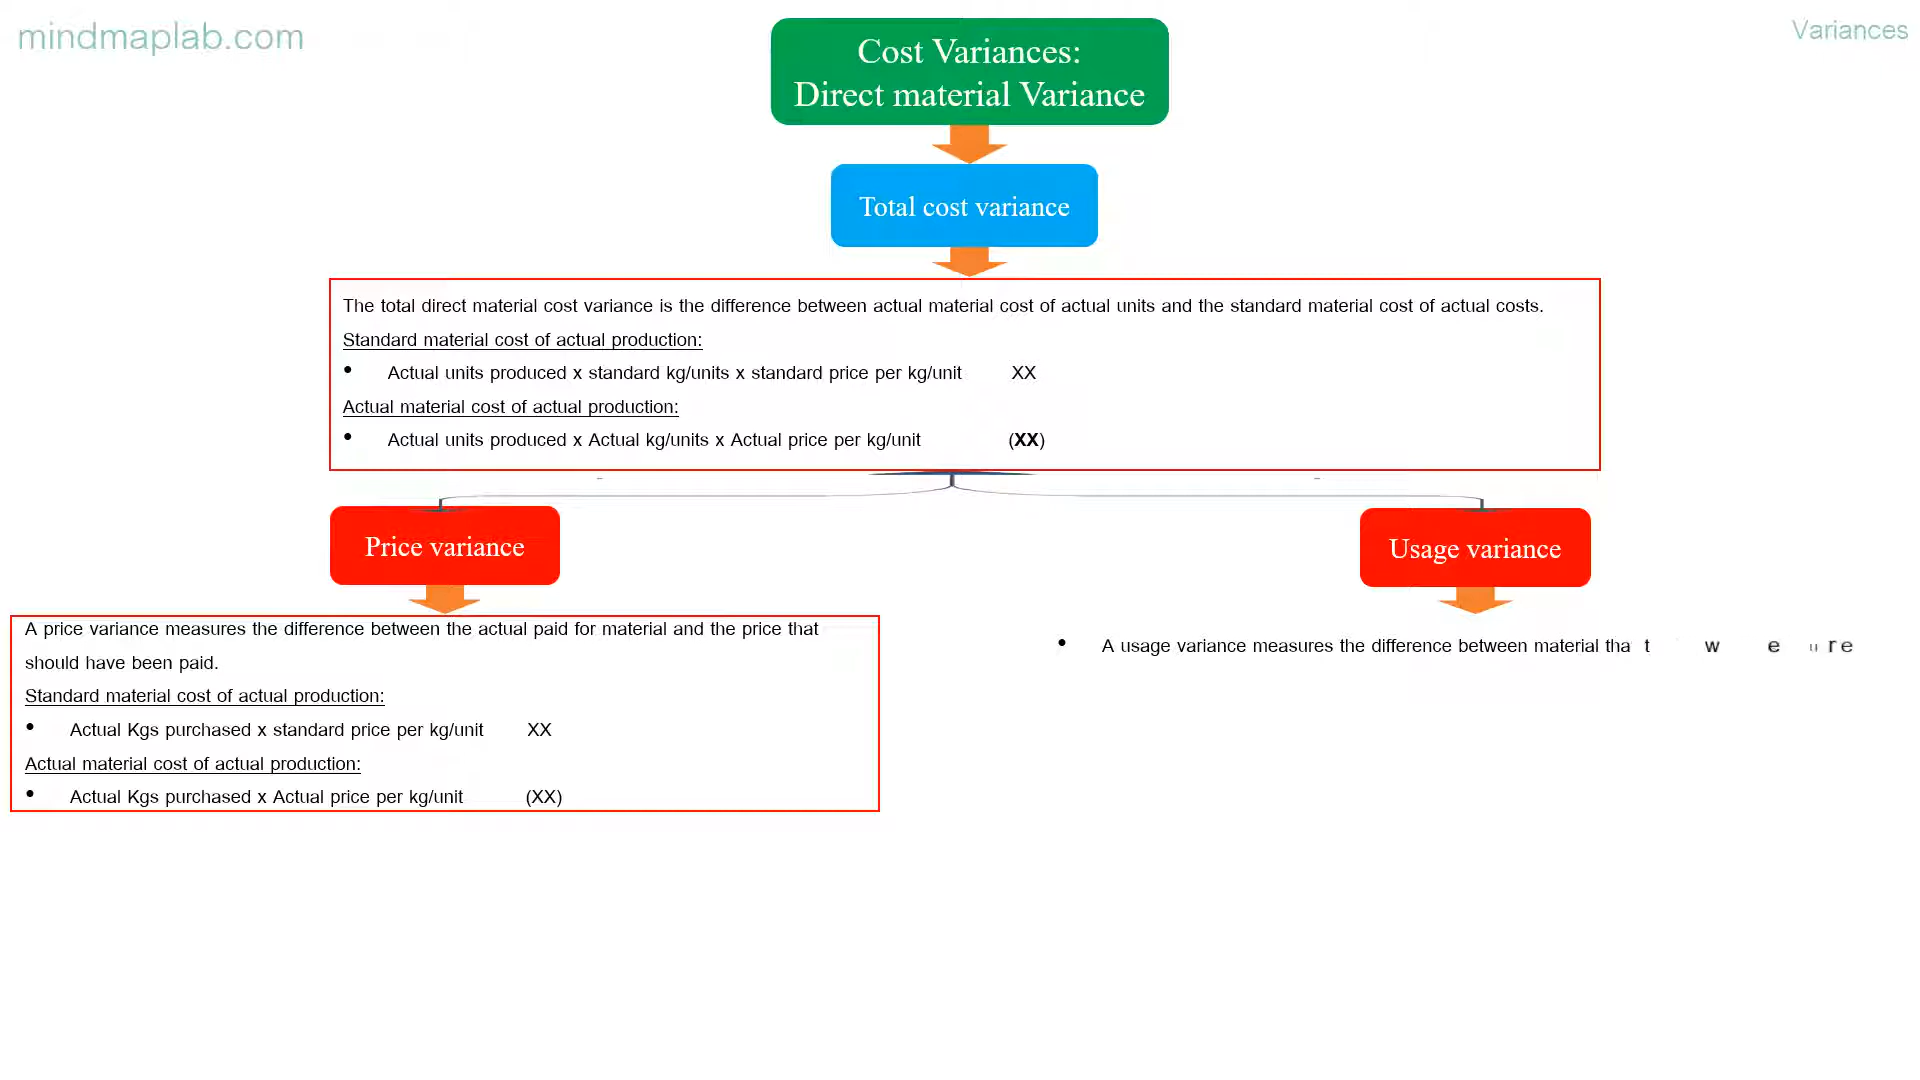 mindmaplab.com
Variances
Cost Variances:
Direct material Variance
Total cost variance
The total direct material cost variance is the difference between actual material cost of actual units and the standard material cost of actual costs.
Standard material cost of actual production:
• Actual units produced x standard kg/units x standard price per kg/unit XX
Actual material cost of actual production:
• Actual units produced x Actual kg/units x Actual price per kg/unit (XX)
Price variance
Usage variance
A price variance measures the difference between the actual paid for material and the price that
should have been paid.
Standard material cost of actual production:
• Actual Kgs purchased x standard price per kg/unit XX
Actual material cost of actual production:
• Actual Kgs purchased x Actual price per kg/unit (XX)
• A usage variance measures the difference between material that